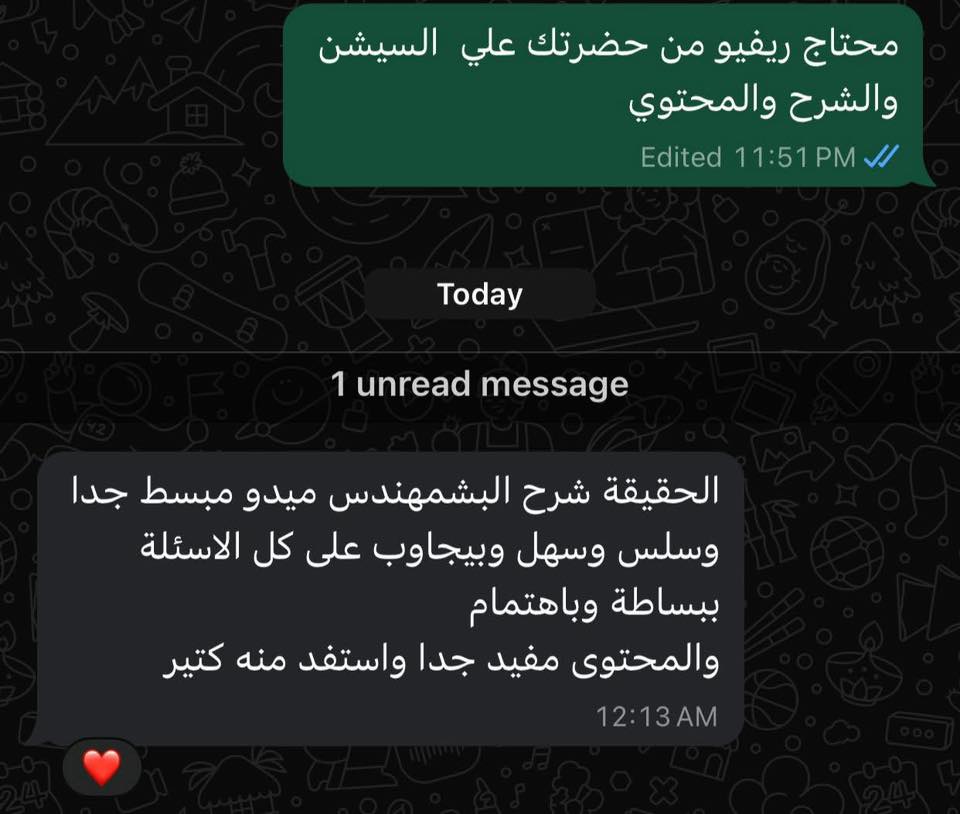 محتاج ريفيو من حضرتك علي السيشن
والشرح والمحتوي
Edited 11:51 PM
Today
1 unread message
الحقيقة شرح البشمهندس ميدو مبسط جدا
وسلس وسهل وبيجاوب على كل الاسئلة
ببساطة وباهتمام
والمحتوى مفيد جدا واستفد منه كتير
12:13 AM